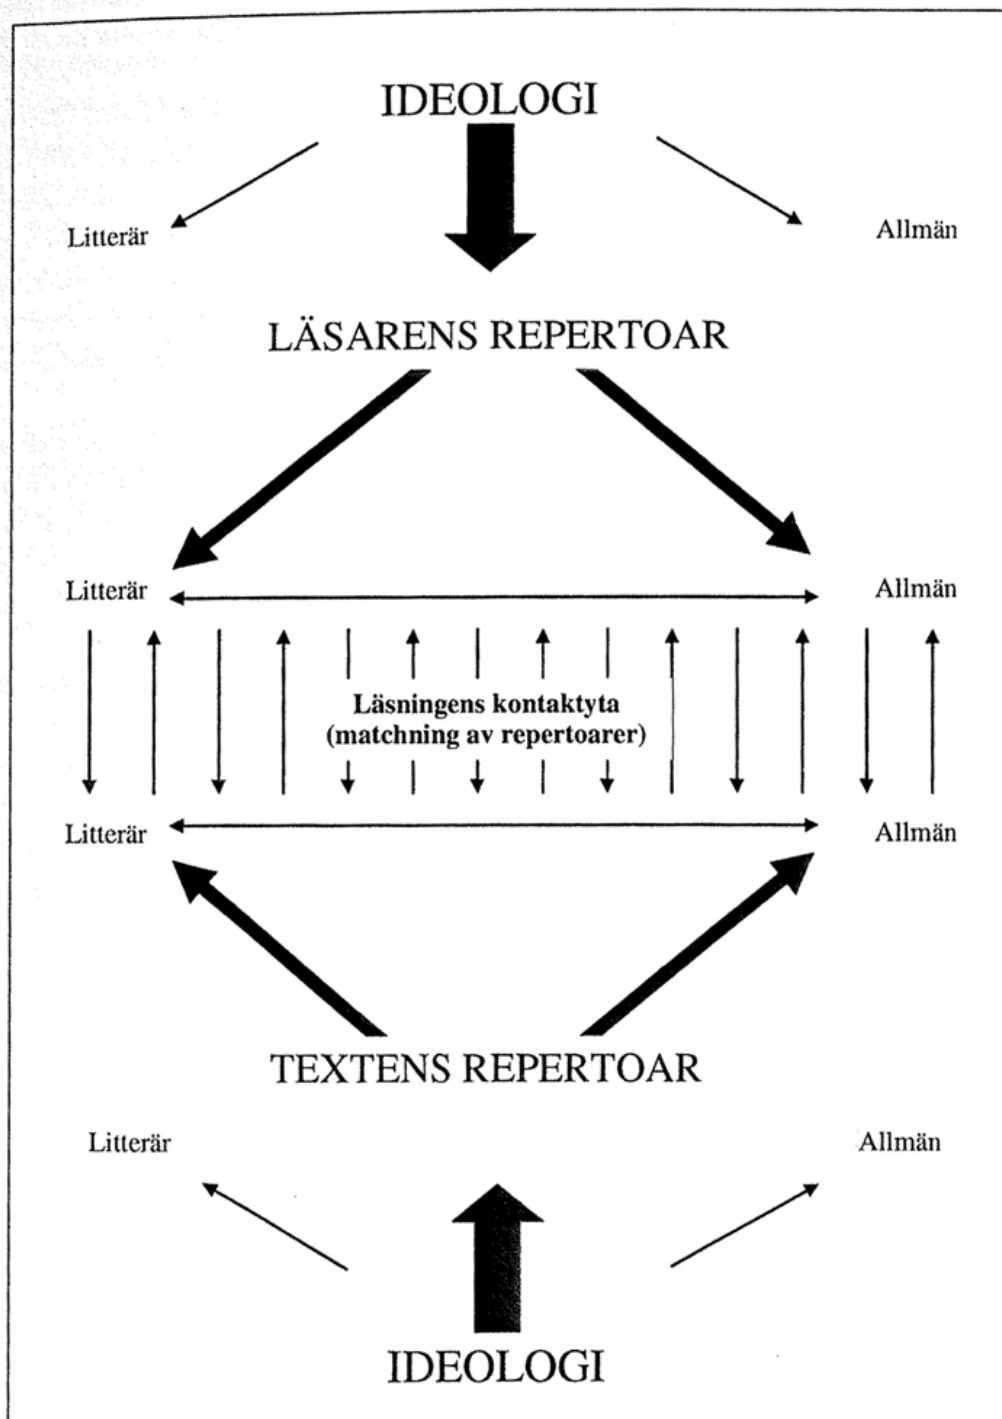 IDEOLOGI
Litterär
Allmän
LÄSARENS REPERTOAR
Litterär
Allmän
Läsningens kontaktyta
(matchning av repertoarer)
Litterär
Allmän
TEXTENS REPERTOAR
Litterär
Allmän
IDEOLOGI